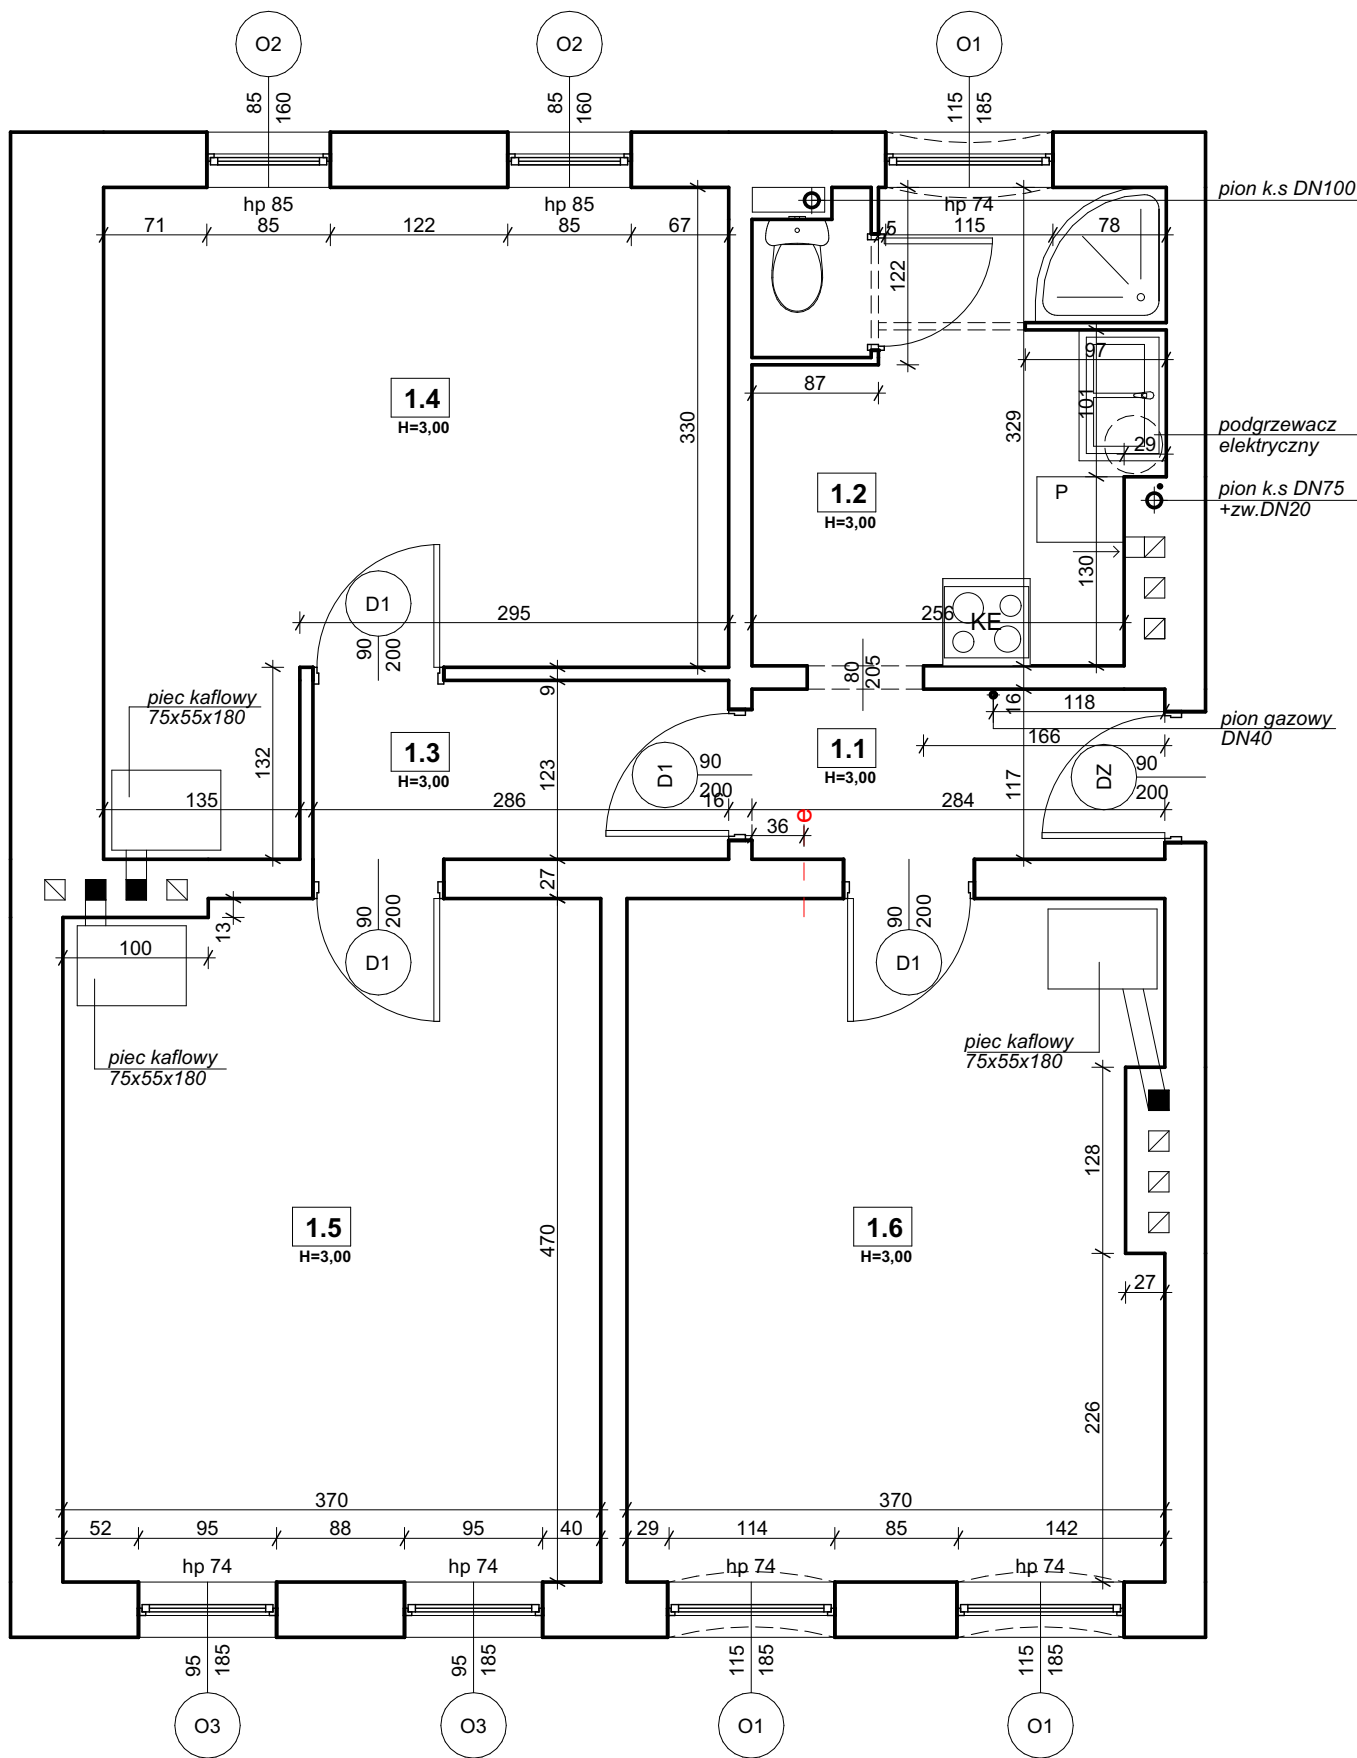 O2
O2
O1
85
160
85
160
115
185
hp 85
hp 85
hp 74
71
85
122
85
67
5
115
78
pion k.s DN100
122
97
87
101
1.4
H=3,00
330
329
podgrzewacz
elektryczny
29
1.2
H=3,00
P
pion k.s DN75
+zw.DN20
130
D1
295
256
KE
90
200
80
205
9
16
118
piec kaflowy
75x55x180
pion gazowy
DN40
132
1.3
H=3,00
123
D1
90
200
1.1
H=3,00
166
117
DZ
90
200
135
286
16
284
36
e
27
13
100
90
200
D1
90
200
D1
piec kaflowy
75x55x180
piec kaflowy
75x55x180
128
1.5
H=3,00
470
1.6
H=3,00
27
226
370
370
52
95
88
95
40
29
114
85
142
hp 74
hp 74
hp 74
hp 74
95
185
95
185
115
185
115
185
O3
O3
O1
O1